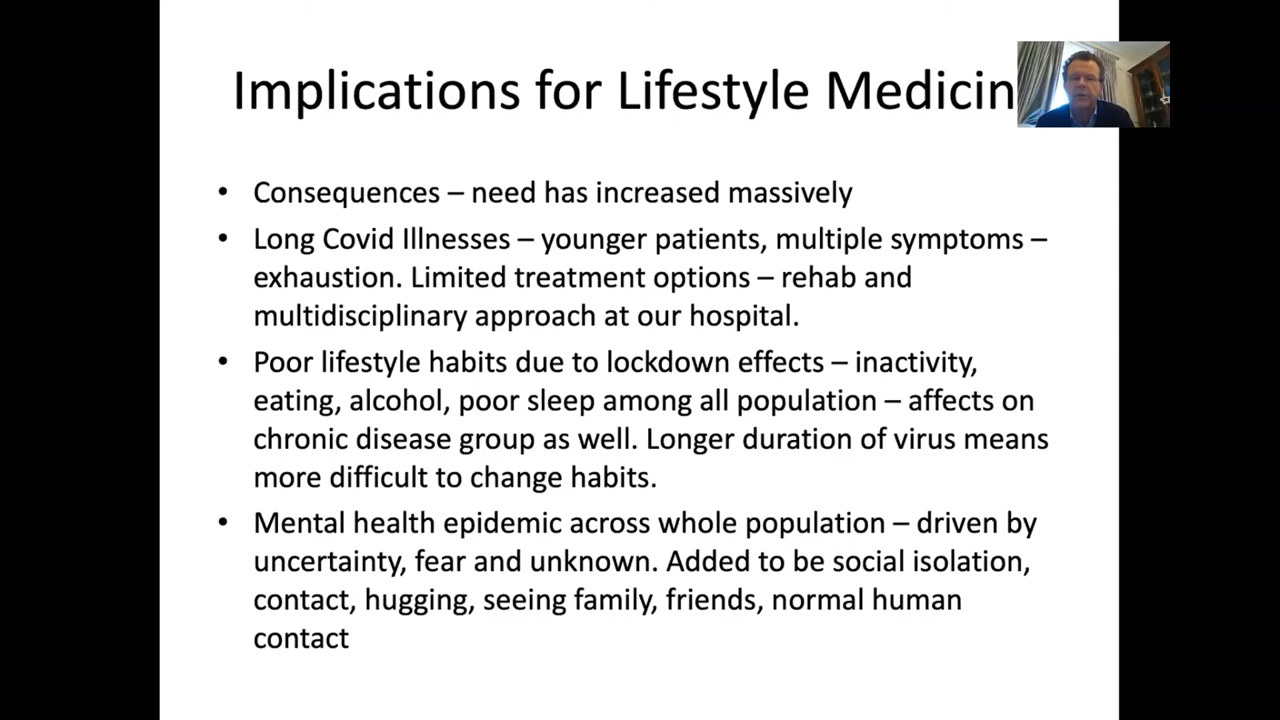 Implications for Lifestyle Medicin
• Consequences – need has increased massively
• Long Covid Illnesses – younger patients, multiple symptoms –
exhaustion. Limited treatment options – rehab and
multidisciplinary approach at our hospital.
• Poor lifestyle habits due to lockdown effects – inactivity,
eating, alcohol, poor sleep among all population – affects on
chronic disease group as well. Longer duration of virus means
more difficult to change habits.
• Mental health epidemic across whole population – driven by
uncertainty, fear and unknown. Added to be social isolation,
contact, hugging, seeing family, friends, normal human
contact